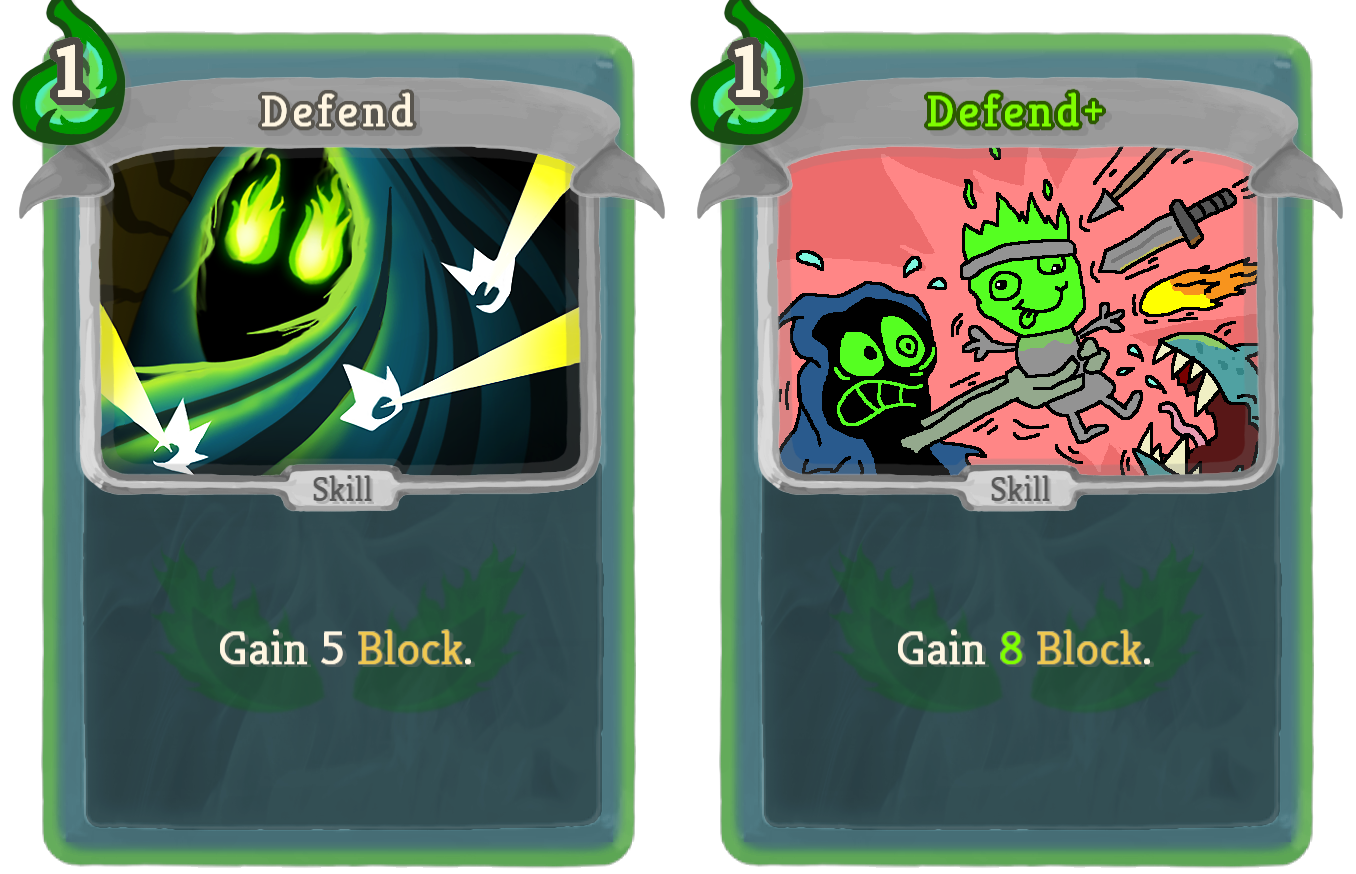 1
Defend
Skill
Gain 5 Block.
1
Defend+
Skill
Gain 8 Block.